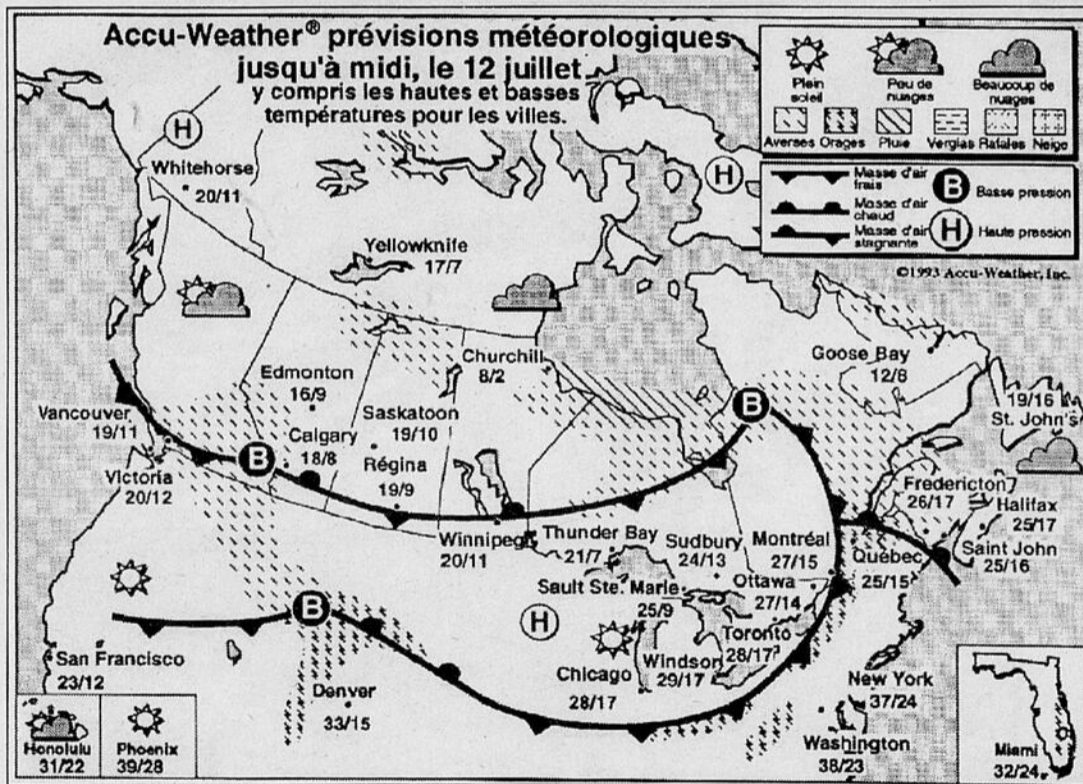 Accu-Weather® prévisions météorologiques
jusqu'à midi, le 12 juillet
y compris les hautes et basses
températures pour les villes.
Plein
soleil
Peu de
nuages
Beaucoup de
nuages
Averses Orages Pluie Verglas Rafales Neige
Masse d'air
frais
Masse d'air
chaud
Masse d'air
stagnante
B Basse pression
H Haute pression
©1993 Accu-Weather, Inc.
H
Whitehorse
20/11
H
Yellowknife
17/7
Goose Bay
12/8
Churchill
8/2
Edmonton
16/9
19/16
St. John's
B
Vancouver
19/11
Saskatoon
19/10
Calgary
18/8
B
Victoria
20/12
Régina
19/9
Fredericton
26/17
Halifax
25/17
Winnipeg
20/11
Thunder Bay
21/7
Sudbury
24/13
Montréal
27/15
Québec
25/15
Saint John
25/16
Sault Ste. Marie
25/9
Ottawa
27/14
B
H
Toronto
28/17
San Francisco
23/12
Chicago
28/17
Windson
29/17
Denver
33/15
New York
37/24
Washington
38/23
Honolulu
31/22
Phoenix
39/28
Miami
32/24